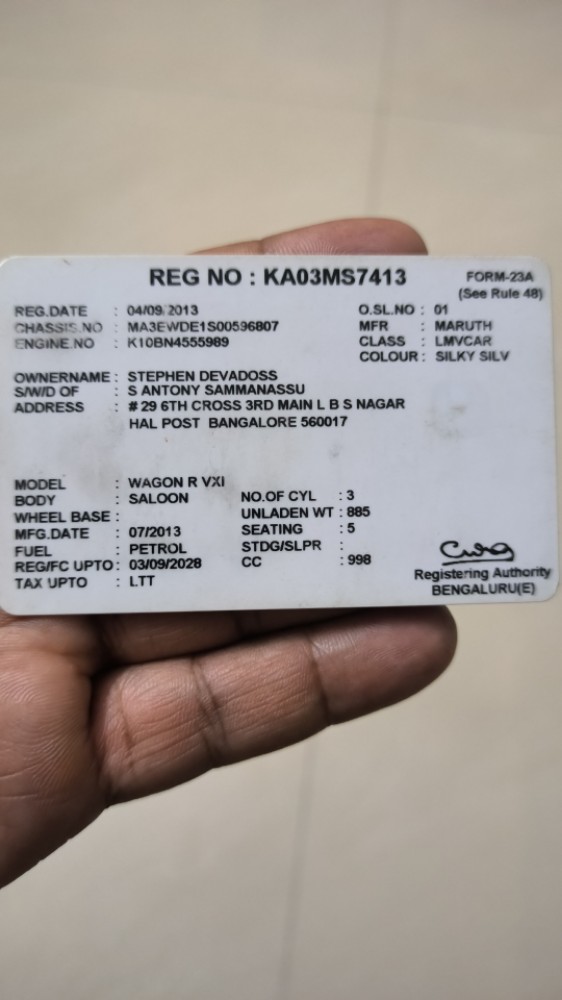 REG NO : KA03MS7413
FORM-23A
(See Rule 48)
REG.DATE : 04/09/2013
O.SL.NO : 01
CHASSIS.NO : MA3EWDE1S00596807
MFR : MARUTH
ENGINE.NO : K10BN4555989
CLASS : LMVCAR
COLOUR : SILKY SILV
OWNERNAME : STEPHEN DEVADOSS
S/W/D OF : S ANTONY SAMMANASSU
ADDRESS : # 29 6TH CROSS 3RD MAIN L B S NAGAR
HAL POST BANGALORE 560017
MODEL : WAGON R VXI
BODY : SALOON
NO.OF CYL : 3
WHEEL BASE :
UNLADEN WT : 885
MFG.DATE : 07/2013
SEATING : 5
FUEL : PETROL
STDG/SLPR :
REG/FC UPTO : 03/09/2028
CC : 998
TAX UPTO : LTT
Registering Authority
BENGALURU(E)